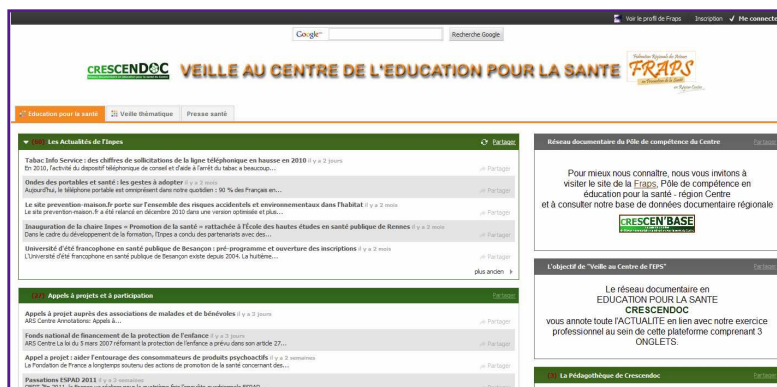 Voir le profil de Fraps Inscription Me connecte
Google Recherche Google
CRESCENDOC VEILLE AU CENTRE DE L'EDUCATION POUR LA SANTE FRAPS
en Région Centre
Education pour la santé Veille thématique Presse santé
Les Actualités de l'Inpes Partager
Tabac Info Service : des chiffres de sollicitations de la ligne téléphonique en hausse en 2010 il y a 2 jours
En 2010, l'activité du dispositif téléphonique de conseil et d'aide à l'arrêt du tabac a beaucoup... Partager
Ondes des portables et santé : les gestes à adopter il y a 2 mois
Aujourd'hui, le téléphone portable est omniprésent dans notre quotidien : 90 % des Français en... Partager
Le site prevention-maison.fr porte sur l'ensemble des risques accidentels et environnementaux dans l'habitat il y a 2 mois
Le site prevention-maison.fr a été relancé en décembre 2010 dans une version optimisée et plus... Partager
Inauguration de la chaire Inpes « Promotion de la santé » rattachée à l'École des hautes études en santé publique de Rennes il y a 2 mois
Dans le cadre du développement de la formation, l'Inpes a conclu des partenariats avec des... Partager
Université d'été francophone en santé publique de Besançon : pré-programme et ouverture des inscriptions il y a 2 mois
L'Université d'été francophone en santé publique de Besançon existe depuis 2004. La huitième... Partager
plus ancien
(27) Appels à projets et à participation Partager
Appels à projet auprès des associations de malades et de bénévoles il y a 2 jours
ARS Centre Annotations: Appels à... Partager
Fonds national de financement de la protection de l'enfance il y a 2 jours
ARS Centre La loi du 5 mars 2007 réformant la protection de l'enfance a prévu dans son article 27... Partager
Appel a projet : aider l'entourage des consommateurs de produits psychoactifs il y a 2 semaines
La Fondation de France a longtemps soutenu des actions de promotion de la santé concernant des... Partager
Passations ESPAD 2011 il y a 2 semaines
Réseau documentaire du Pôle de compétence du Centre Partager
Pour mieux nous connaître, nous vous invitons à
visiter le site de la Fraps, Pôle de compétence en
éducation pour la santé - région Centre
et à consulter notre base de données documentaire régionale
CRESCEN'BASE
L'objectif de "Veille au Centre de l'EPS" Partager
Le réseau documentaire en
EDUCATION POUR LA SANTE
CRESCENDOC
vous annote toute l'ACTUALITE en lien avec notre exercice
professionnel au sein de cette plateforme comprenant 3
ONGLETS.
La Pédagothèque de Crescendoc Partager